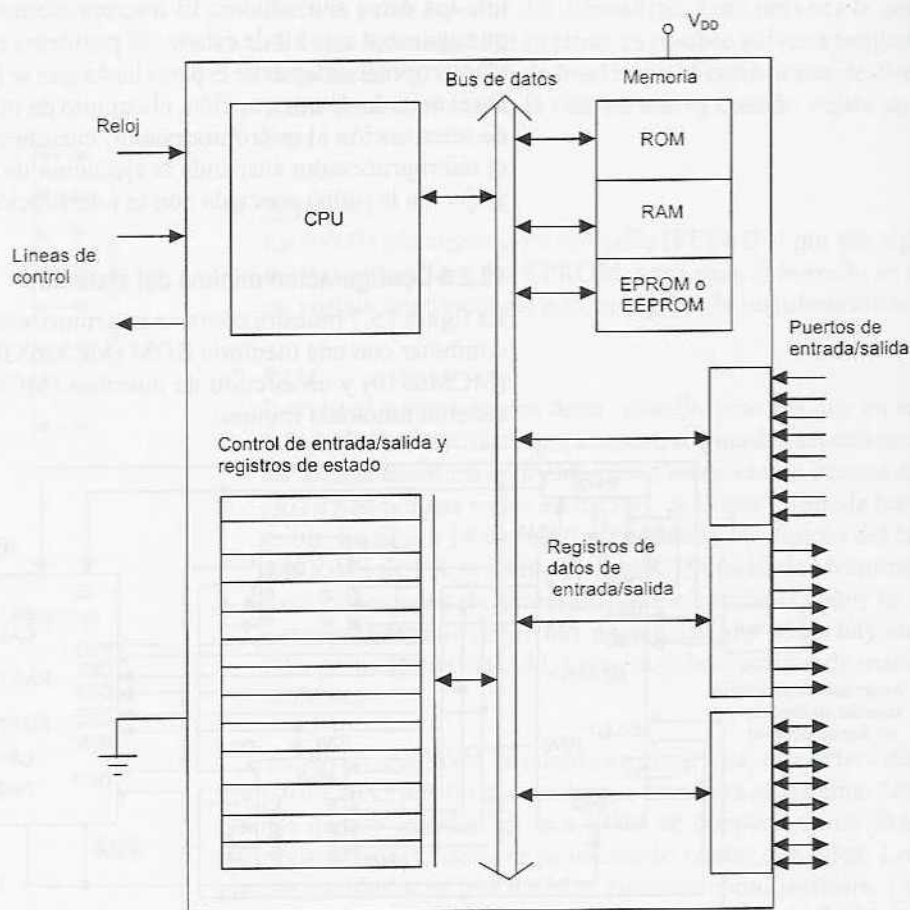 V_DD
Bus de datos
Memoria
Reloj
ROM
CPU
RAM
Líneas de
control
EPROM o
EEPROM
Puertos de
entrada/salida
Control de entrada/salida y
registros de estado
Registros de
datos de
entrada/salida